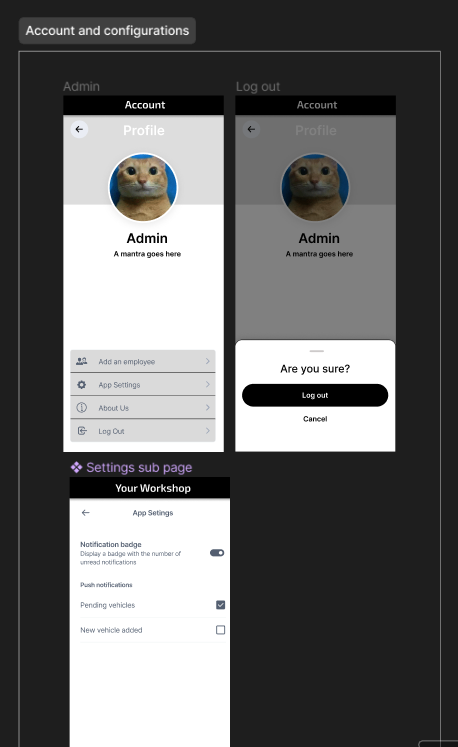 Account and configurations
Admin
Log out
Account
Profile
Admin
A mantra goes here
Add an employee
App Settings
About Us
Log Out
Account
Profile
Admin
A mantra goes here
Are you sure?
Log out
Cancel
Settings sub page
Your Workshop
App Setings
Notification badge
Display a badge with the number of
unread notifications
Push notifications
Pending vehicles
New vehicle added